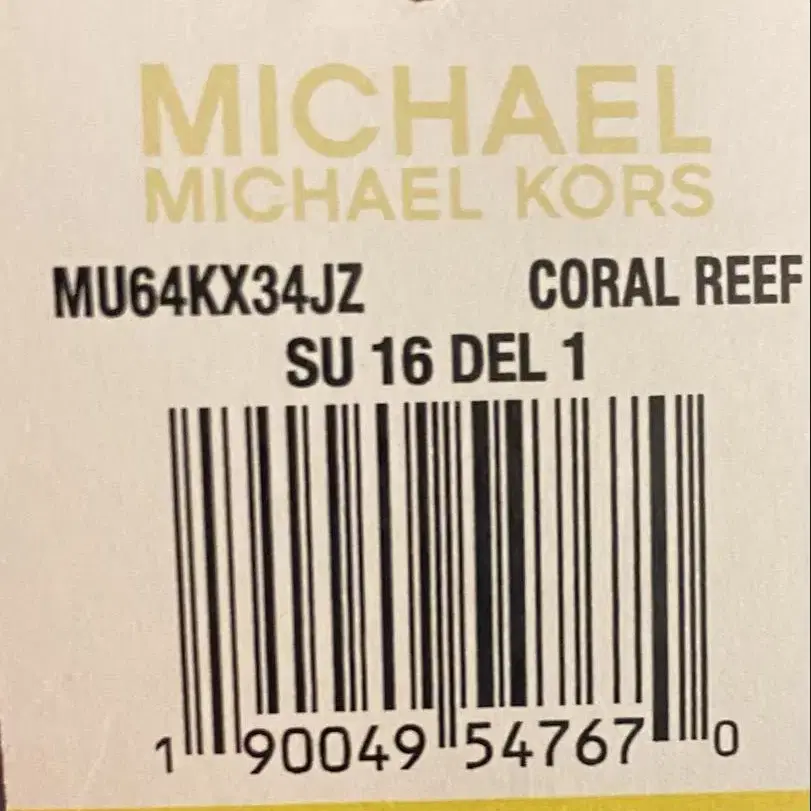 MICHAEL
MICHAEL KORS
MU64KX34JZ CORAL REEF
SU 16 DEL 1
1 90049 54767 0